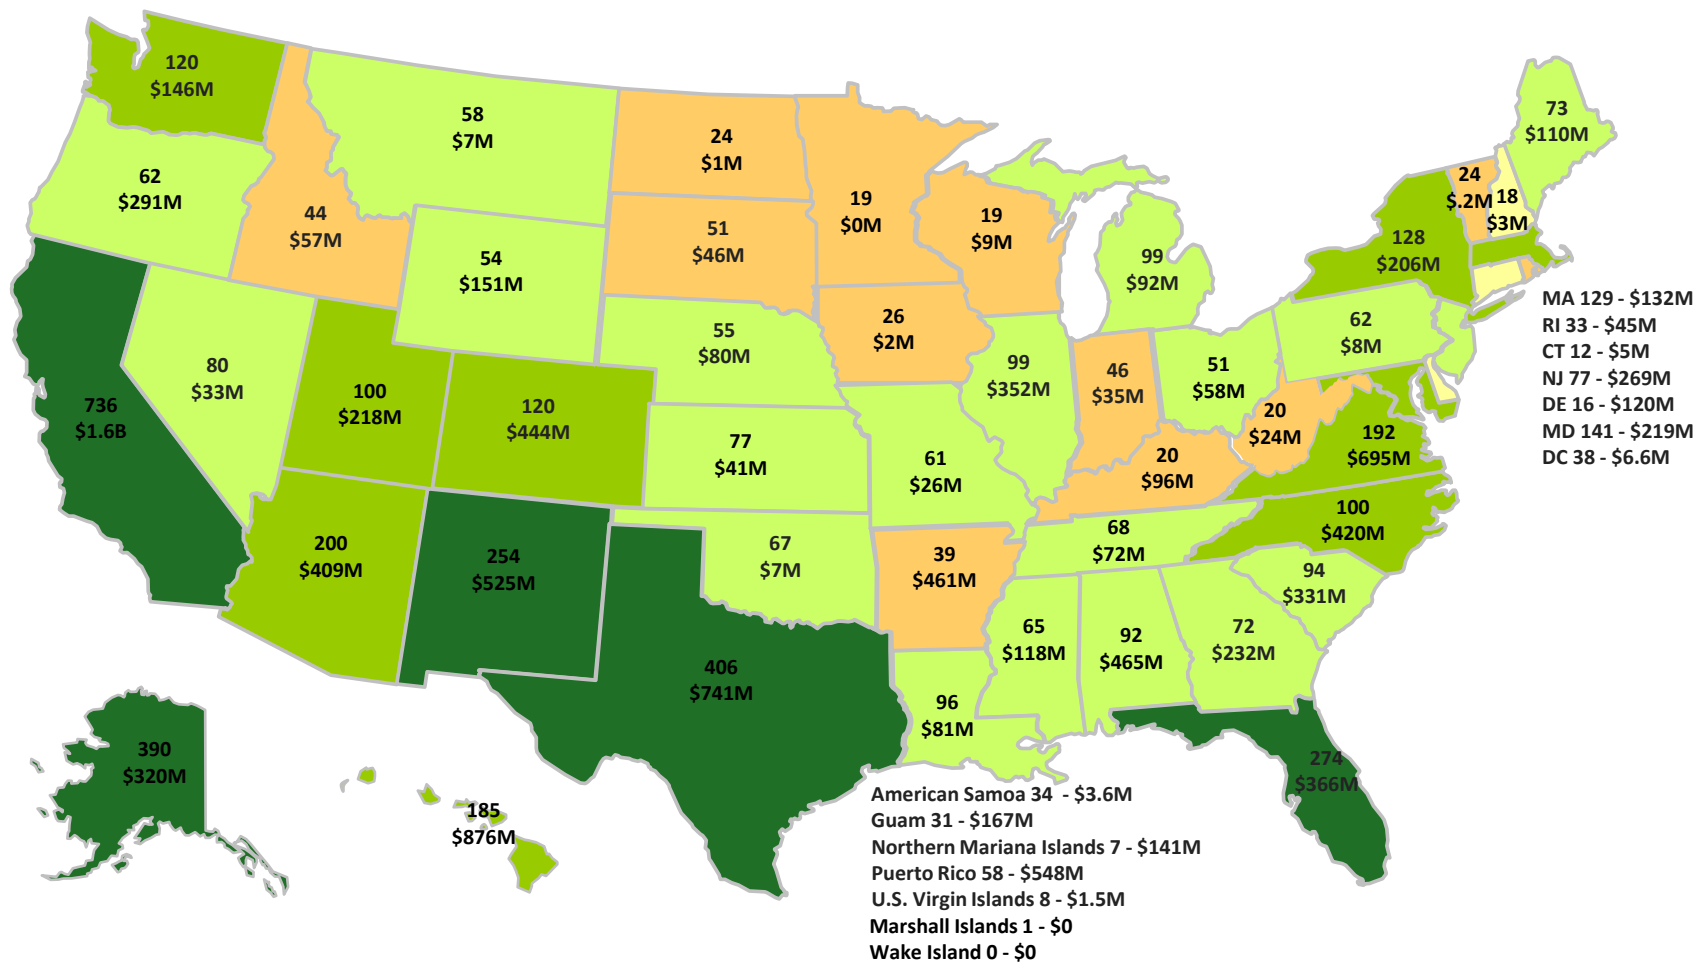 120
$146M
58
$7M
24
$1M
19
$0M
19
$9M
73
$110M
24
$.2M
18
$3M
62
$291M
44
$57M
51
$46M
54
$151M
99
$92M
128
$206M
26
$2M
55
$80M
80
$33M
100
$218M
120
$444M
736
$1.6B
99
$352M
46
$35M
51
$58M
62
$8M
20
$24M
192
$695M
77
$41M
61
$26M
20
$96M
100
$420M
200
$409M
254
$525M
67
$7M
39
$461M
68
$72M
94
$331M
65
$118M
92
$465M
72
$232M
406
$741M
96
$81M
274
$366M
390
$320M
185
$876M
MA 129 - $132M
RI 33 - $45M
CT 12 - $5M
NJ 77 - $269M
DE 16 - $120M
MD 141 - $219M
DC 38 - $6.6M
American Samoa 34 - $3.6M
Guam 31 - $167M
Northern Mariana Islands 7 - $141M
Puerto Rico 58 - $548M
U.S. Virgin Islands 8 - $1.5M
Marshall Islands 1 - $0
Wake Island 0 - $0